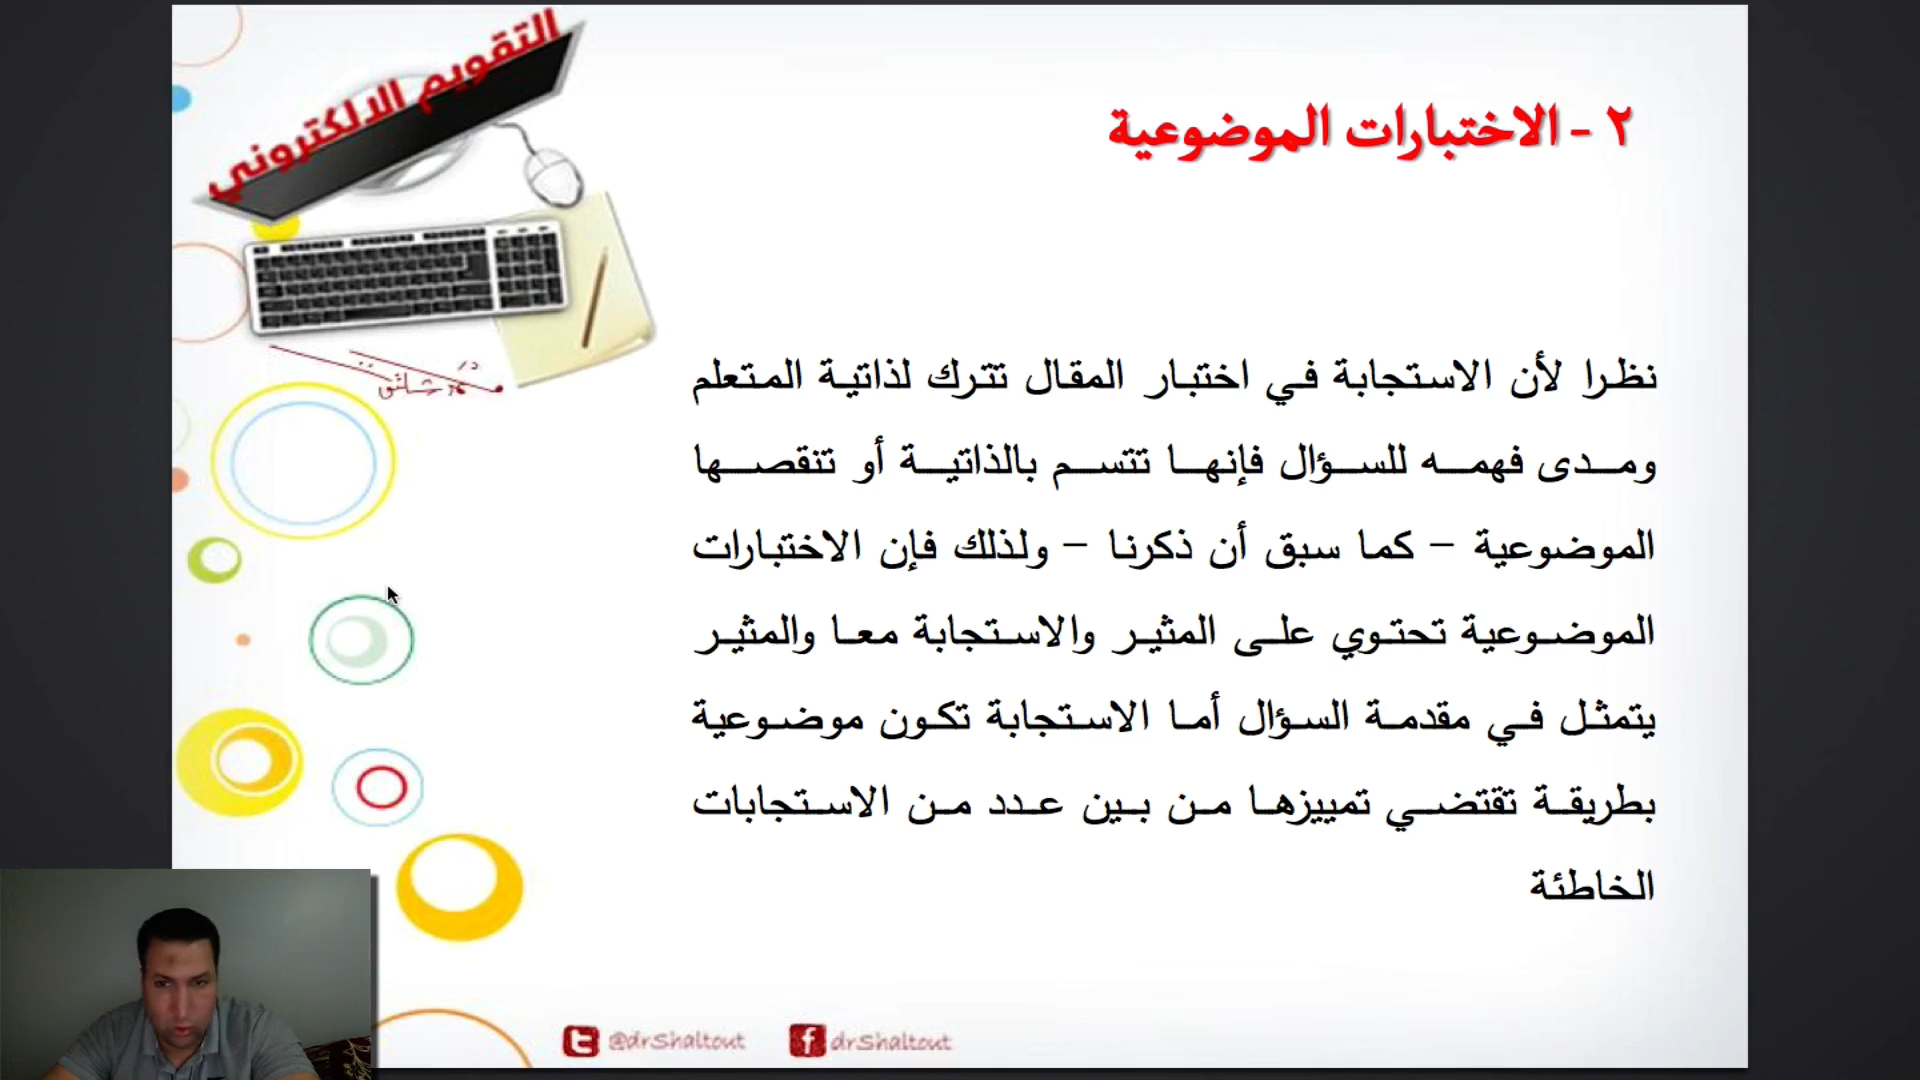 التقويم الالكتروني
٢ - الاختبارات الموضوعية
نظرا لأن الاستجابة في اختبار المقال تترك لذاتية المتعلم
ومدى فهمه للسؤال فإنها تتسم بالذاتية أو تنقصها
الموضوعية – كما سبق أن ذكرنا – ولذلك فإن الاختبارات
الموضوعية تحتوي على المثير والاستجابة معا والمثير
يتمثل في مقدمة السؤال أما الاستجابة تكون موضوعية
بطريقة تقتضي تمييزها من بين عدد من الاستجابات
الخاطئة
@drShaltout
drShaltout